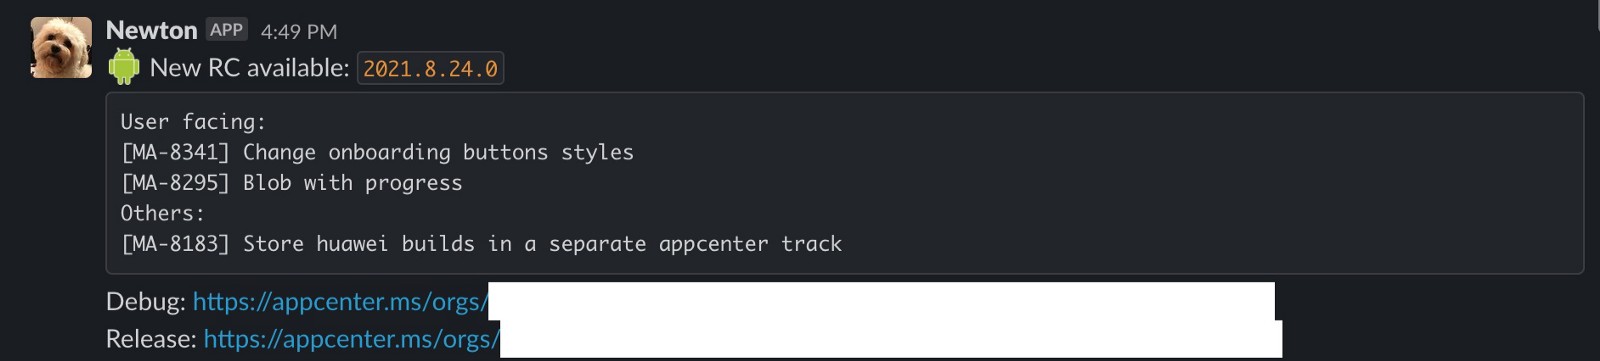 Newton APP 4:49 PM
New RC available: 2021.8.24.0
User facing:
[MA-8341] Change onboarding buttons styles
[MA-8295] Blob with progress
Others:
[MA-8183] Store huawei builds in a separate appcenter track
Debug: https://appcenter.ms/orgs/
Release: https://appcenter.ms/orgs/